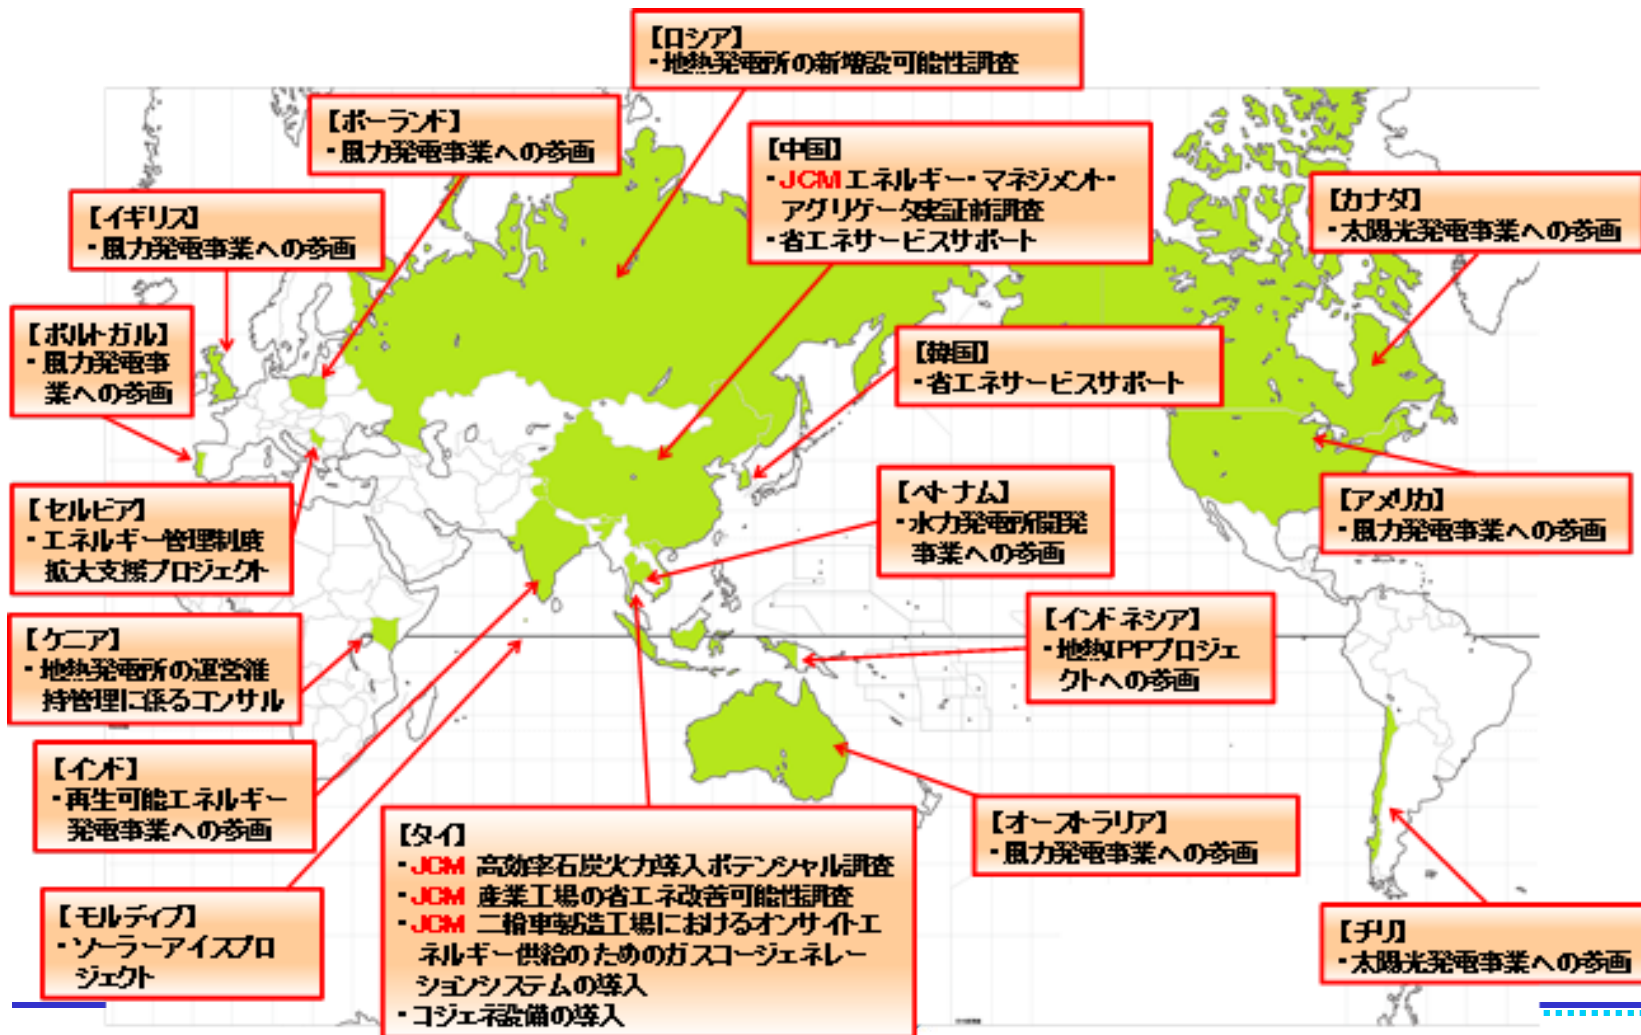 【ロシア】
・地熱発電所の新増設可能性調査
【ポーランド】
・風力発電事業への参画
【中国】
・JCMエネルギー・マネジメント・
アグリゲータ実証前調査
・省エネサービスサポート
【カナダ】
・太陽光発電事業への参画
【イギリス】
・風力発電事業への参画
【ポルトガル】
・風力発電事
業への参画
【韓国】
・省エネサービスサポート
【セルビア】
・エネルギー管理制度
拡大支援プロジェクト
【ベトナム】
・水力発電所開発
事業への参画
【アメリカ】
・風力発電事業への参画
【ケニア】
・地熱発電所の運営維
持管理に係るコンサル
【インドネシア】
・地熱IPPプロジェ
クトへの参画
【インド】
・再生可能エネルギー
発電事業への参画
【タイ】
・JCM 高効率石炭火力導入ポテンシャル調査
・JCM 産業工場の省エネ改善可能性調査
・JCM 二輪車製造工場におけるオンサイトエ
ネルギー供給のためのガスコージェネレー
ションシステムの導入
・コジェネ設備の導入
【オーストラリア】
・風力発電事業への参画
【モルディブ】
・ソーラーアイスプロ
ジェクト
【チリ】
・太陽光発電事業への参画